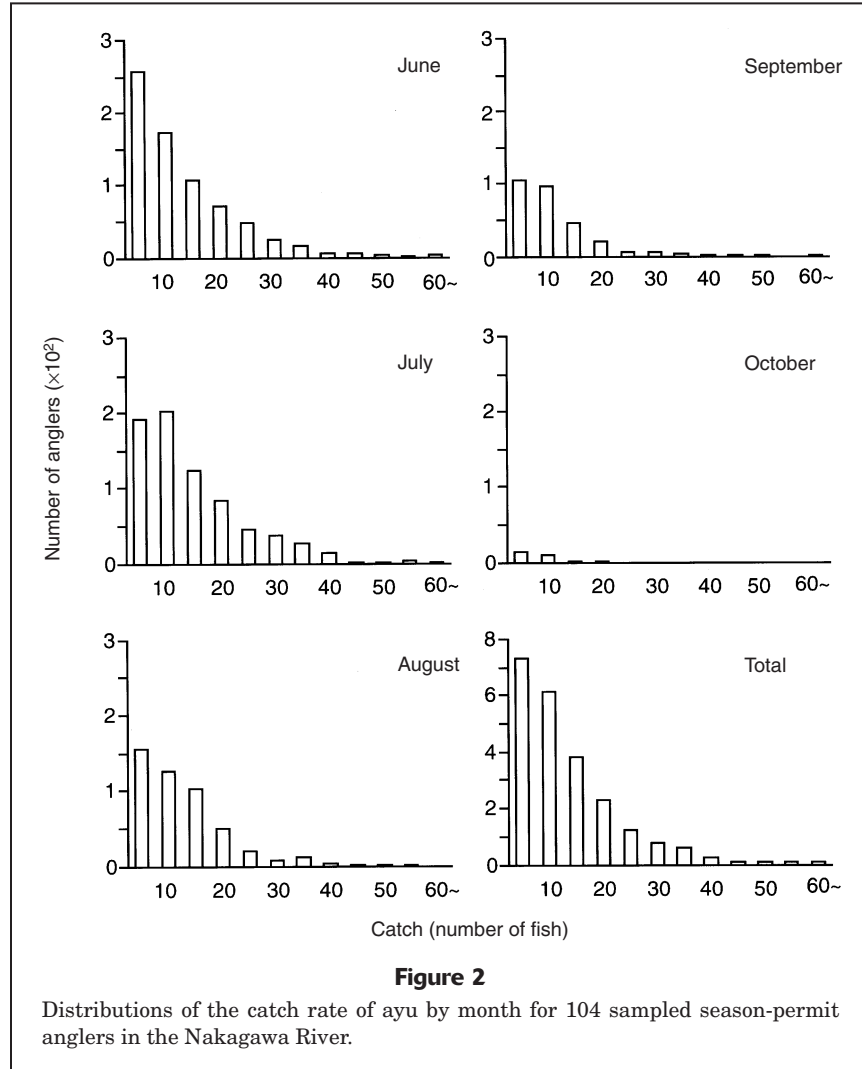 June
3
2
1
0
10 20 30 40 50 60~
September
3
2
1
0
10 20 30 40 50 60~
Number of anglers (×10²)
July
3
2
1
0
10 20 30 40 50 60~
October
3
2
1
0
10 20 30 40 50 60~
August
3
2
1
0
10 20 30 40 50 60~
Total
8
6
4
2
0
10 20 30 40 50 60~
Catch (number of fish)
Figure 2
Distributions of the catch rate of ayu by month for 104 sampled season-permit
anglers in the Nakagawa River.